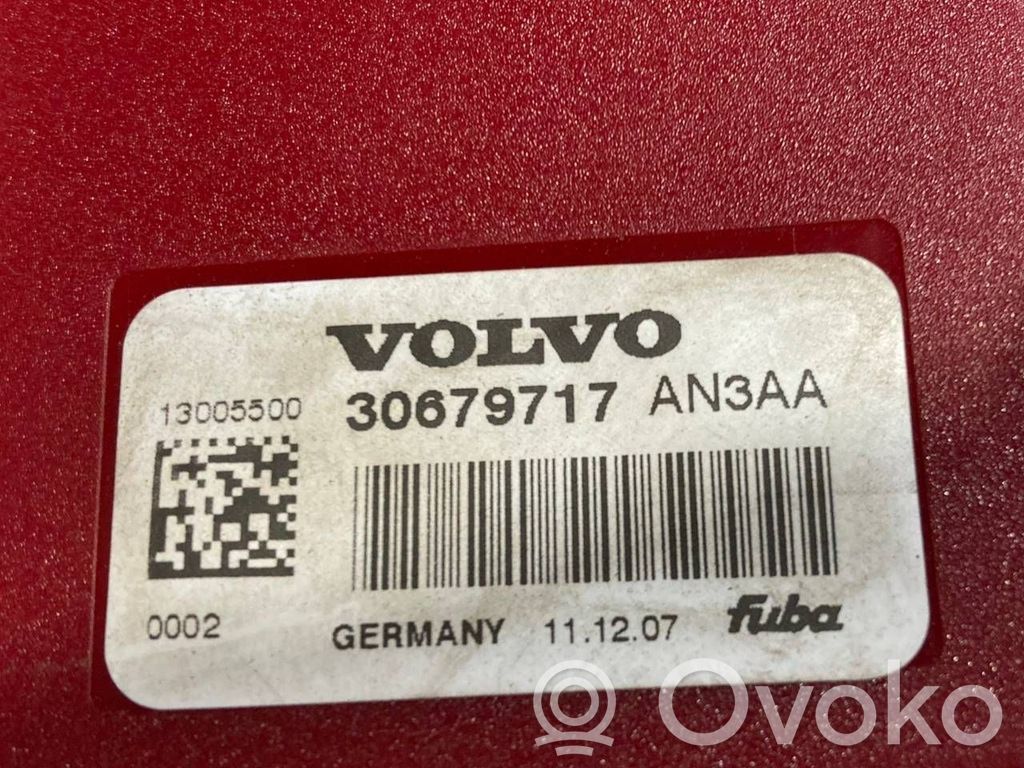 VOLVO
13005500 30679717 AN3AA
0002 GERMANY 11.12.07 fuba
Ovoko